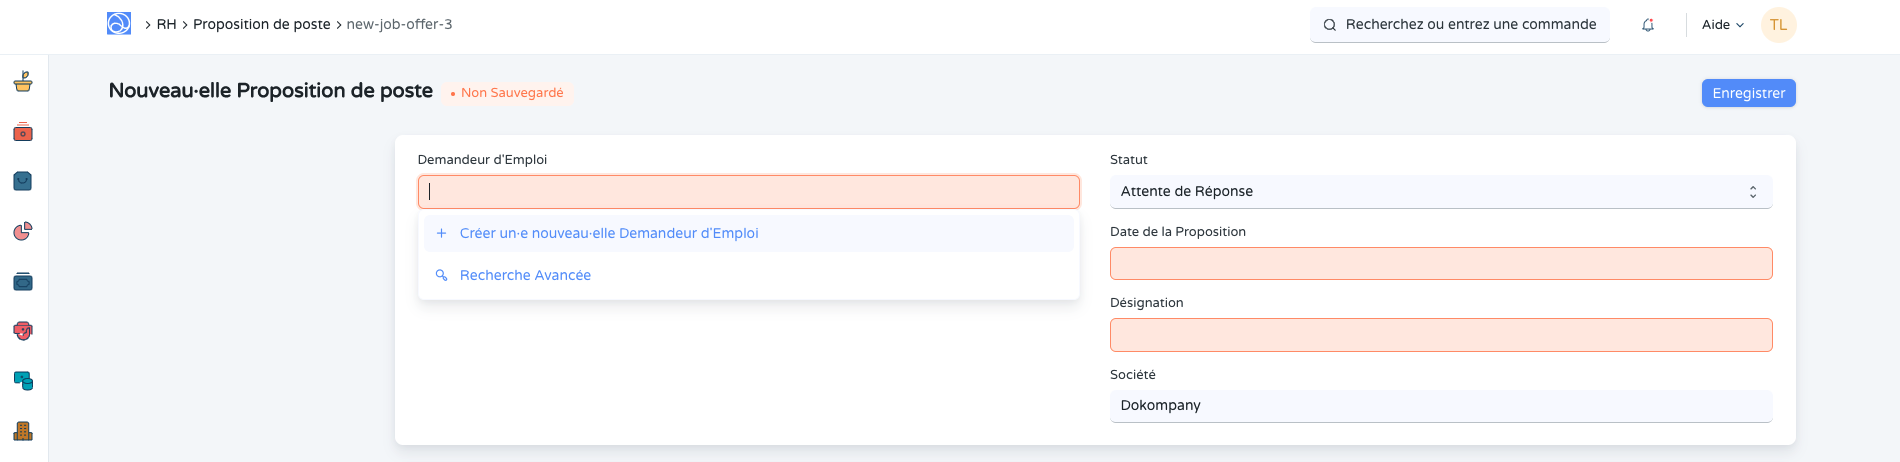 RH > Proposition de poste > new-job-offer-3
Recherchez ou entrez une commande
Aide
TL
Nouveau·elle Proposition de poste
• Non Sauvegardé
Enregistrer
Demandeur d'Emploi
Créer un·e nouveau·elle Demandeur d'Emploi
Recherche Avancée
Statut
Attente de Réponse
Date de la Proposition
Désignation
Société
Dokompany